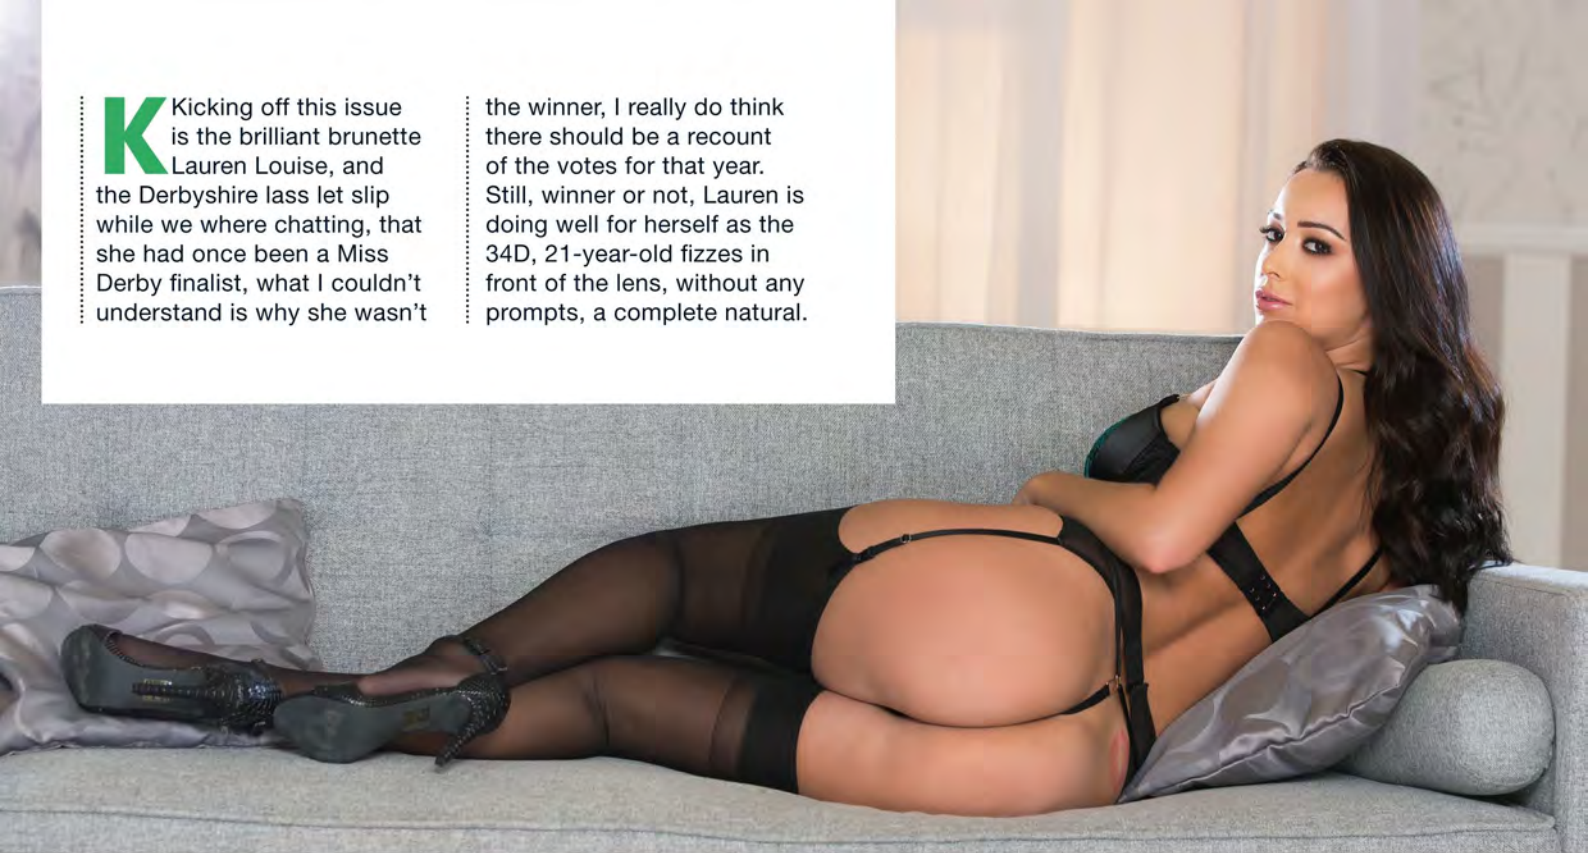 K Kicking off this issue
is the brilliant brunette
Lauren Louise, and
the Derbyshire lass let slip
while we where chatting, that
she had once been a Miss
Derby finalist, what I couldn't
understand is why she wasn't
the winner, I really do think
there should be a recount
of the votes for that year.
Still, winner or not, Lauren is
doing well for herself as the
34D, 21-year-old fizzes in
front of the lens, without any
prompts, a complete natural.